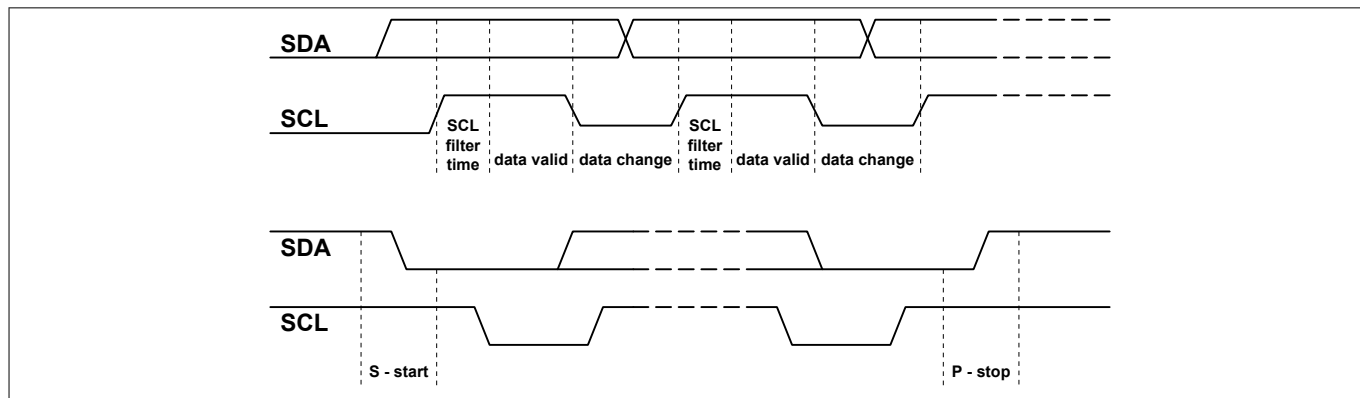 SDA
SCL
SCL
filter
time
data valid
data change
SCL
filter
time
data valid
data change
SDA
SCL
S - start
P - stop